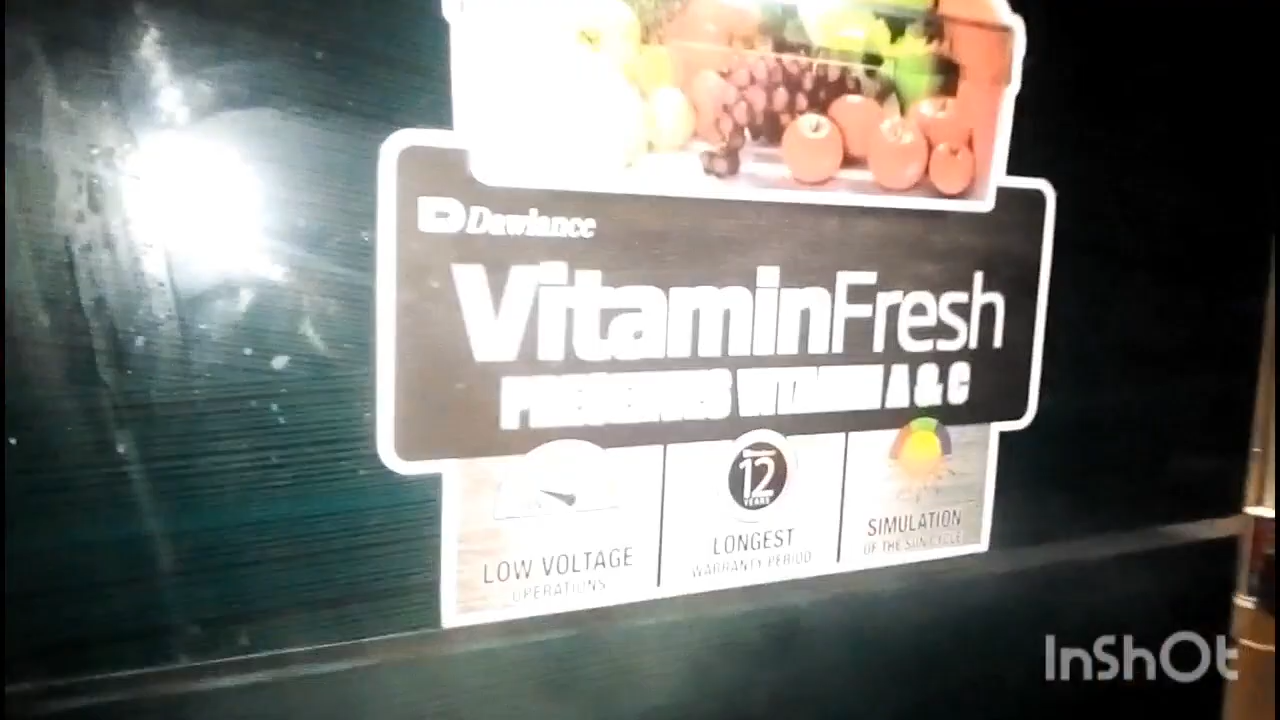 Dawlance
VitaminFresh
PRESERVES VITAMIN A & C
12
YEARS
LOW VOLTAGE
OPERATIONS
LONGEST
WARRANTY PERIOD
SIMULATION
OF THE SUN CYCLE
InShOt